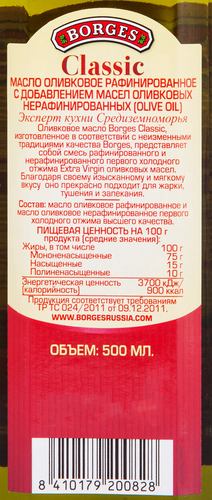 BORGES
Classic
МАСЛО ОЛИВКОВОЕ РАФИНИРОВАННОЕ
С ДОБАВЛЕНИЕМ МАСЕЛ ОЛИВКОВЫХ
НЕРАФИНИРОВАННЫХ (OLIVE OIL)
Эксперт кухни Средиземноморья
Оливковое масло Borges Classic,
изготовленное в соответствии с неизменными
традициями качества Borges, представляет
собой смесь рафинированного и
нерафинированного первого холодного
отжима Extra Virgin оливковых масел.
Благодаря своему изысканному и мягкому
вкусу оно прекрасно подходит для жарки,
тушения и запекания.
Состав: масло оливковое рафинированное и
масло оливковое нерафинированное первого
холодного отжима высшего качества.
ПИЩЕВАЯ ЦЕННОСТЬ НА 100 г
продукта (средние значения):
Жиры, в том числе 100 г
Мононенасыщенные 75 г
Насыщенные 15 г
Полиненасыщенные 10 г
Энергетическая ценность 3700 кДж/
(калорийность) 900 ккал
Продукция соответствует требованиям
ТР ТС 024/2011 от 09.12.2011.
WWW.BORGESRUSSIA.COM
ОБЪЕМ: 500 МЛ.
8 410179 200828